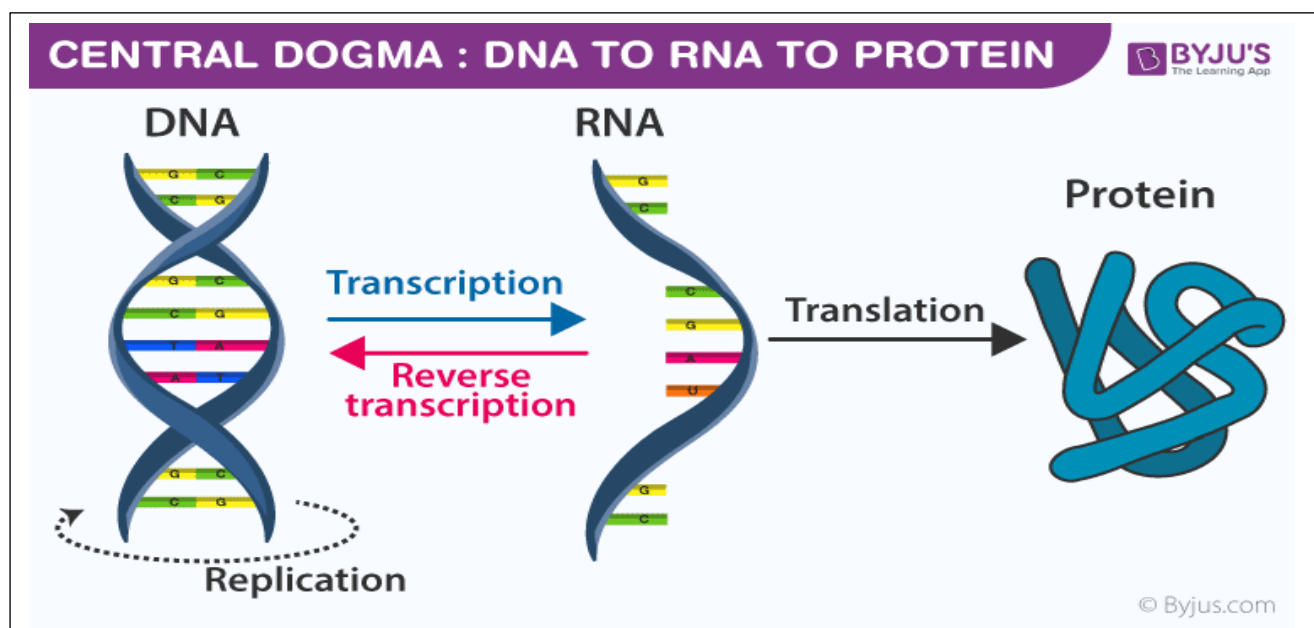 CENTRAL DOGMA : DNA TO RNA TO PROTEIN
BYJU'S
The Learning App
DNA
RNA
Protein
G C
C G
G C
C G
T A
A T
G C
C G
Transcription
Reverse
transcription
G
C
C
G
A
U
G
C
Translation
Replication
© Byjus.com